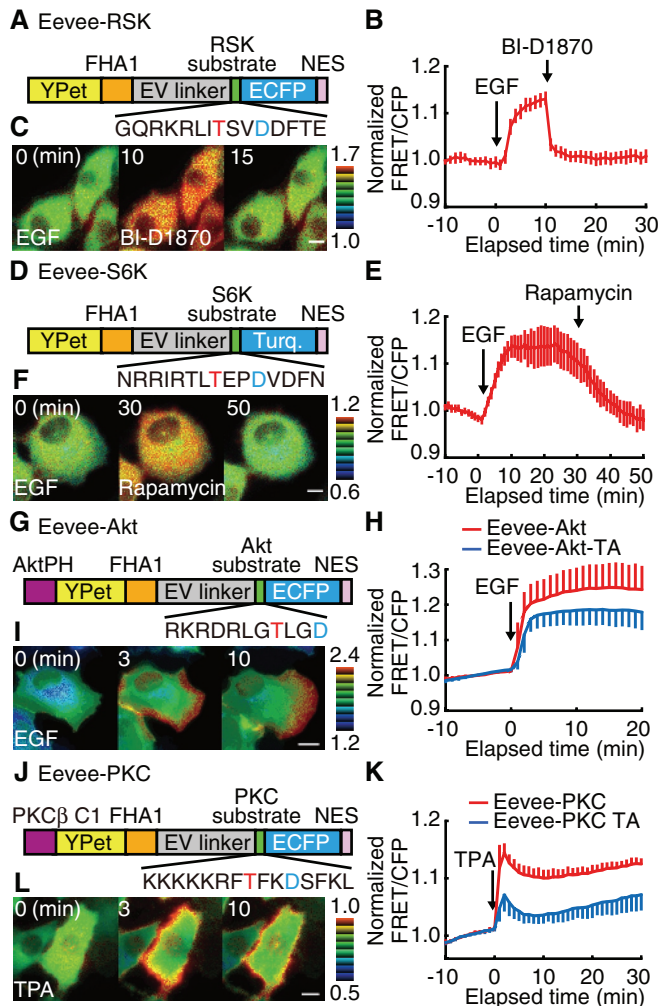 A Eevee-RSK
RSK
FHA1 substrate NES
YPet EV linker ECFP
GQRKRLITSVDDFTE
B
BI-D1870
EGF
Normalized
FRET/CFP
1.2
1.1
1.0
0.9
-10 0 10 20 30
Elapsed time (min)
C
0 (min) 10 15
EGF BI-D1870
1.7
1.0
D Eevee-S6K
S6K
FHA1 substrate NES
YPet EV linker Turq.
NRRIRTLTEPDVDFN
E
Rapamycin
EGF
Normalized
FRET/CFP
1.2
1.1
1.0
0.9
-10 0 10 20 30 40 50
Elapsed time (min)
F
0 (min) 30 50
EGF Rapamycin
1.2
0.6
G Eevee-Akt
Akt
AktPH FHA1 substrate NES
YPet EV linker ECFP
RKRDRLGTLGD
H
Eevee-Akt
Eevee-Akt-TA
EGF
Normalized
FRET/CFP
1.3
1.2
1.1
1.0
0.9
-10 0 10 20
Elapsed time (min)
I
0 (min) 3 10
EGF
2.4
1.2
J Eevee-PKC
PKC
PKCβ C1 FHA1 substrate NES
YPet EV linker ECFP
KKKKKRFTFKDSFKL
K
Eevee-PKC
Eevee-PKC TA
TPA
Normalized
FRET/CFP
1.2
1.1
1.0
-10 0 10 20 30
Elapsed time (min)
L
0 (min) 3 10
TPA
1.0
0.5